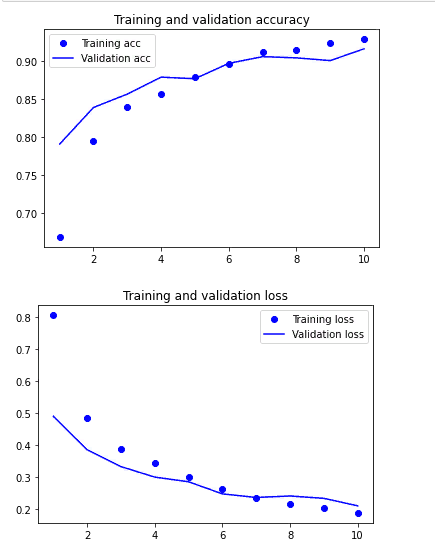 Training and validation accuracy
Training acc
Validation acc
0.90
0.85
0.80
0.75
0.70
2 4 6 8 10
Training and validation loss
Training loss
Validation loss
0.8
0.7
0.6
0.5
0.4
0.3
0.2
2 4 6 8 10